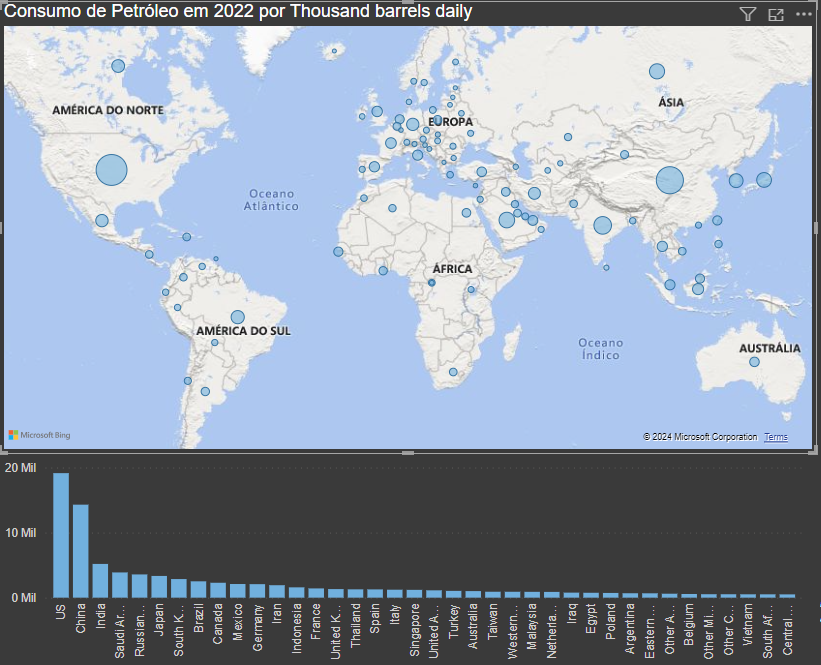 Consumo de Petróleo em 2022 por Thousand barrels daily
AMÉRICA DO NORTE
ÁSIA
EUROPA
Oceano
Atlântico
ÁFRICA
AMÉRICA DO SUL
Oceano
Índico
AUSTRÁLIA
Microsoft Bing
© 2024 Microsoft Corporation Terms
20 Mil
10 Mil
0 Mil
US
China
India
Saudi Ar...
Russian...
Japan
South K...
Brazil
Canada
Mexico
Germany
Iran
Indonesia
France
United K...
Thailand
Spain
Italy
Singapore
United A...
Turkey
Australia
Taiwan
Western...
Malaysia
Netherla...
Iraq
Egypt
Poland
Argentina
Eastern ...
Other A...
Belgium
Other Mi...
Other C...
Vietnam
South Af...
Central ...